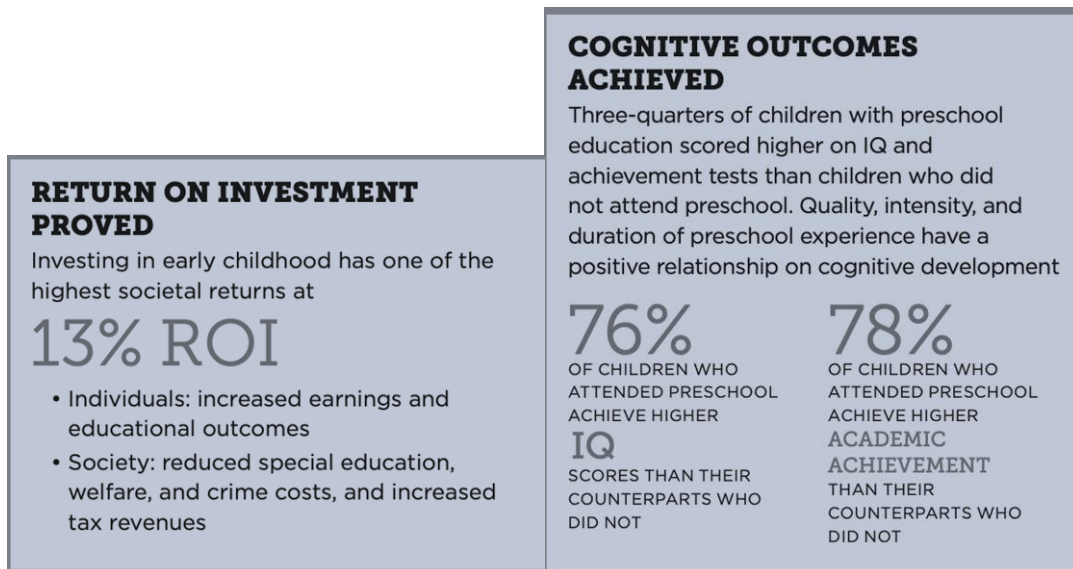 RETURN ON INVESTMENT
PROVED
Investing in early childhood has one of the
highest societal returns at
13% ROI
• Individuals: increased earnings and
educational outcomes
• Society: reduced special education,
welfare, and crime costs, and increased
tax revenues
COGNITIVE OUTCOMES
ACHIEVED
Three-quarters of children with preschool
education scored higher on IQ and
achievement tests than children who did
not attend preschool. Quality, intensity, and
duration of preschool experience have a
positive relationship on cognitive development
76%
OF CHILDREN WHO
ATTENDED PRESCHOOL
ACHIEVE HIGHER
IQ
SCORES THAN THEIR
COUNTERPARTS WHO
DID NOT
78%
OF CHILDREN WHO
ATTENDED PRESCHOOL
ACHIEVE HIGHER
ACADEMIC
ACHIEVEMENT
THAN THEIR
COUNTERPARTS WHO
DID NOT